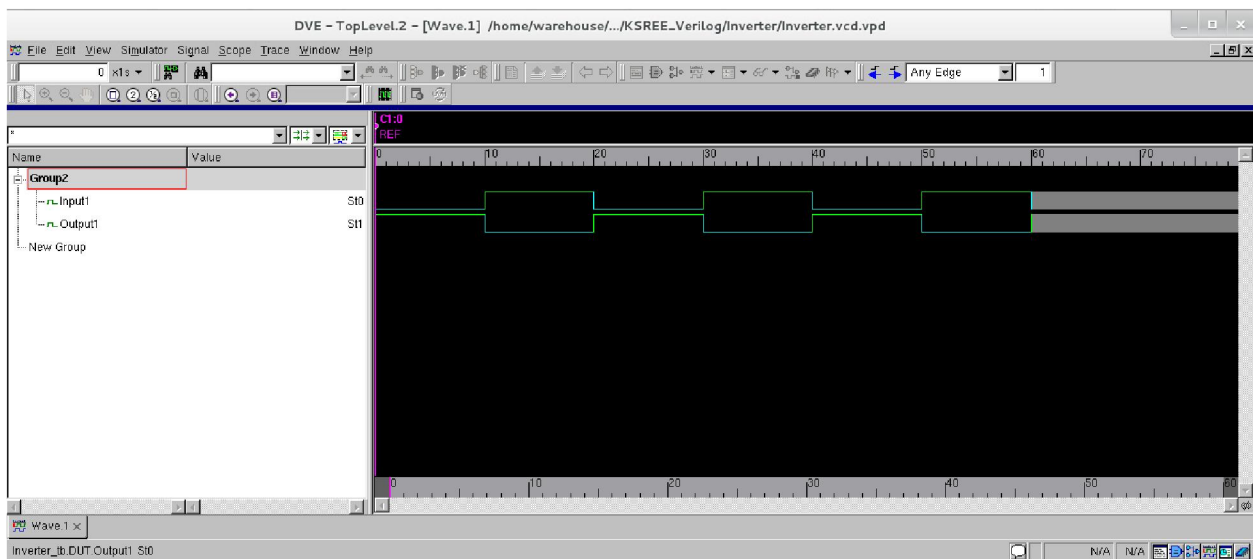 DVE – TopLevel.2 – [Wave.1] /home/warehouse/.../KSREE_Verilog/Inverter/Inverter.vcd.vpd
File Edit View Simulator Signal Scope Trace Window Help
0 x1s Any Edge 1
C1:0
REF
*
Name Value
0 10 20 30 40 50 60 70
Group2
Input1 St0
Output1 St1
New Group
0 10 20 30 40 50 60
Wave.1
Inverter_tb.DUT.Output1 St0 N/A N/A